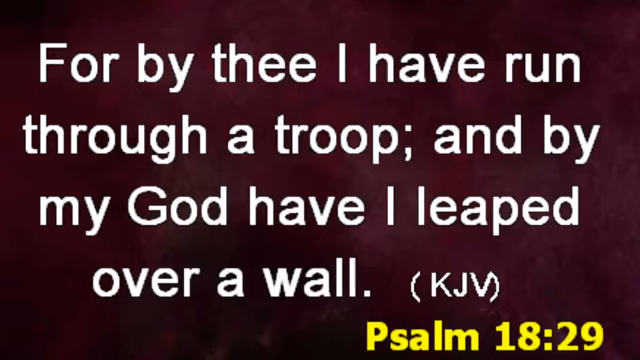 For by thee I have run
through a troop; and by
my God have I leaped
over a wall. ( KJV)
Psalm 18:29